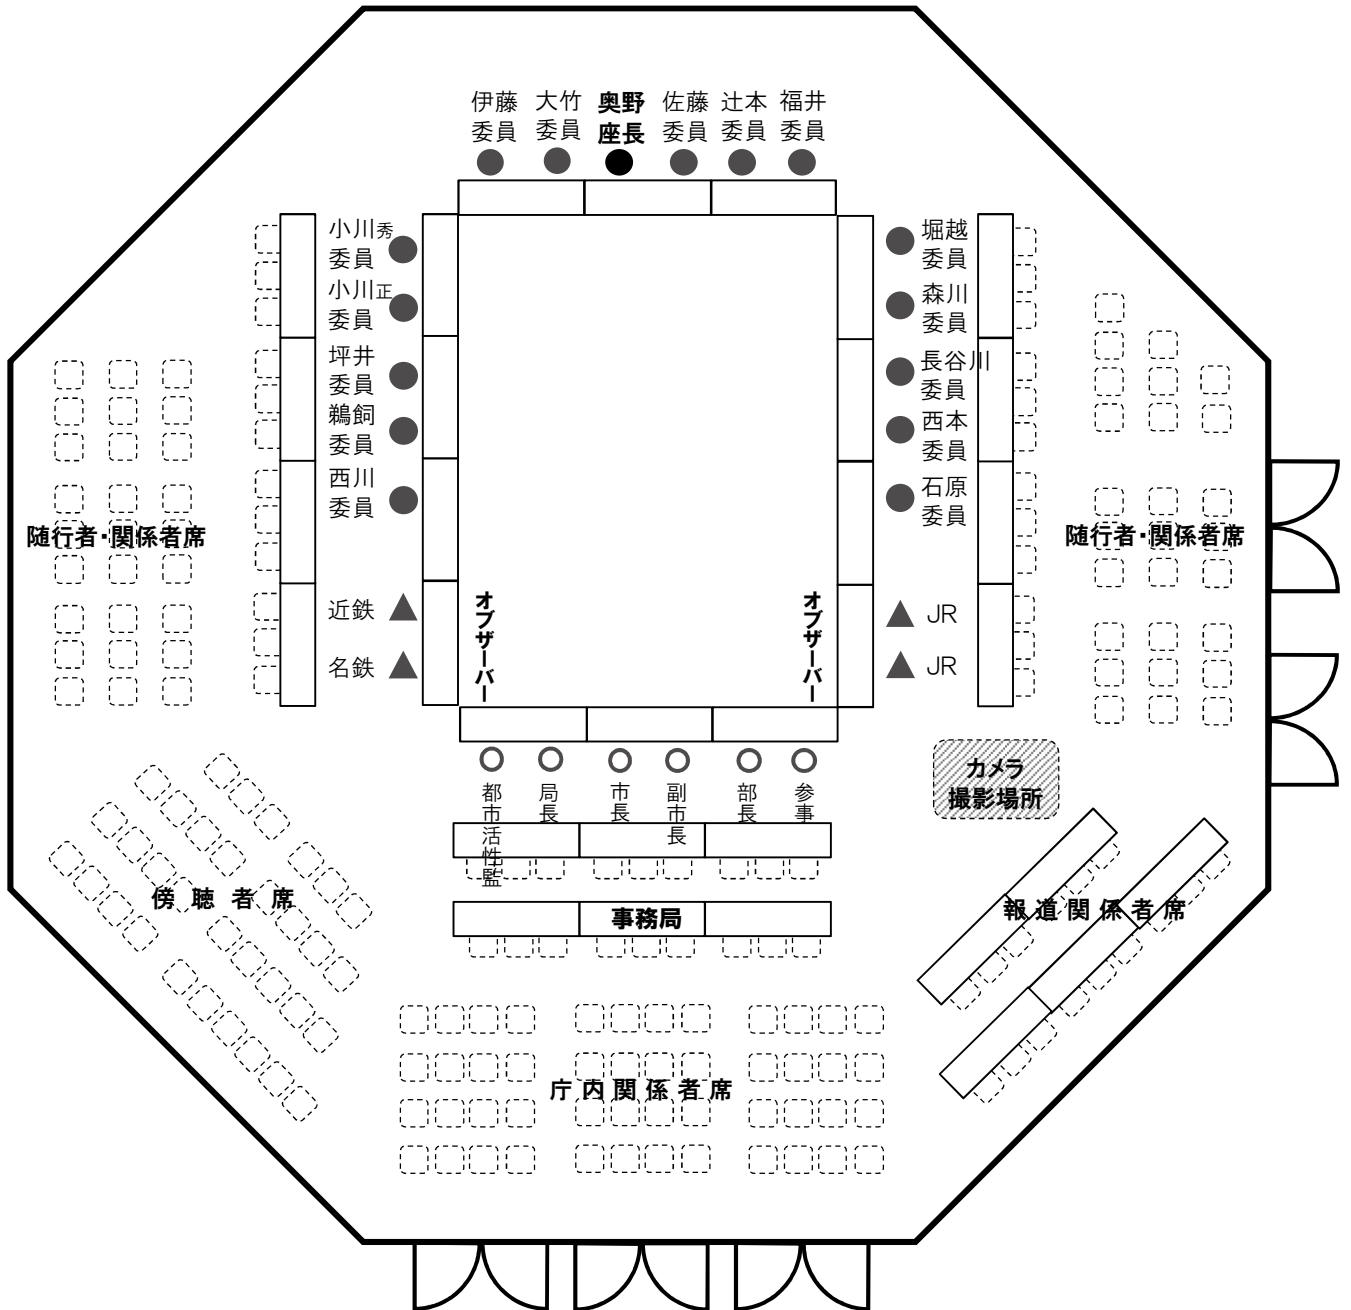 伊藤
委員
大竹
委員
奥野
座長
佐藤
委員
辻本
委員
福井
委員
小川秀
委員
小川正
委員
坪井
委員
鵜飼
委員
西川
委員
近鉄
名鉄
堀越
委員
森川
委員
長谷川
委員
西本
委員
石原
委員
JR
JR
オブザーバー
オブザーバー
随行者・関係者席
随行者・関係者席
都市活性監
局長
市長
副市長
部長
参事
カメラ
撮影場所
傍聴者席
事務局
報道関係者席
庁内関係者席